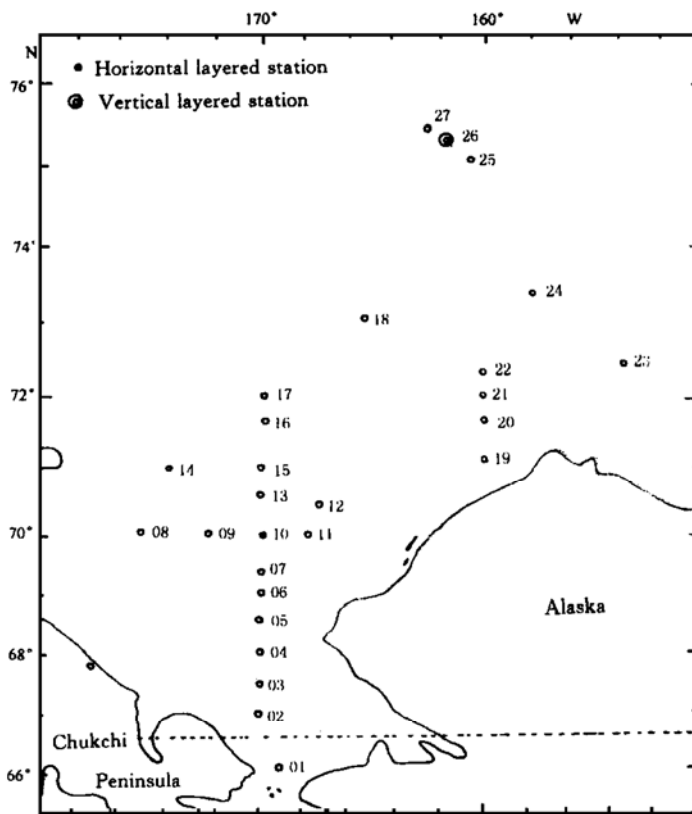 170° 160° W
N
• Horizontal layered station
76°
Vertical layered station
27
26
25
74°
24
18
23
22
72° 17 21
16 20
14 15 19
13
12
70° 08 09 10 11
07
06
Alaska
05
68° 04
03
02
Chukchi
01
66°
Peninsula